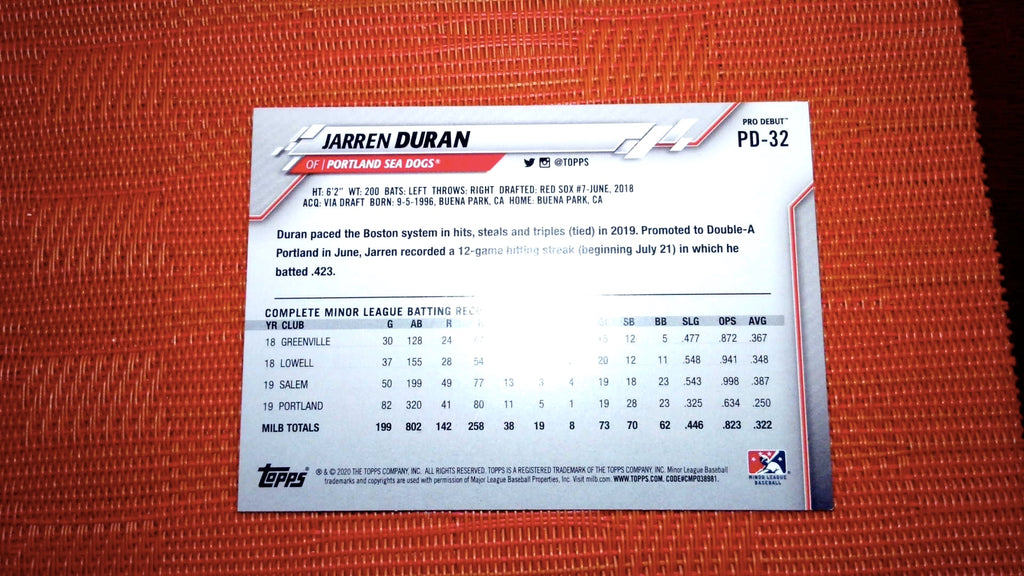 JARREN DURAN
PRO DEBUT™
PD-32
OF | PORTLAND SEA DOGS®
@TOPPS
HT: 6'2" WT: 200 BATS: LEFT THROWS: RIGHT DRAFTED: RED SOX #7-JUNE, 2018
ACQ: VIA DRAFT BORN: 9-5-1996, BUENA PARK, CA HOME: BUENA PARK, CA
Duran paced the Boston system in hits, steals and triples (tied) in 2019. Promoted to Double-A
Portland in June, Jarren recorded a 12-game hitting streak (beginning July 21) in which he
batted .423.
COMPLETE MINOR LEAGUE BATTING
YR CLUB G AB R SB BB SLG OPS AVG
18 GREENVILLE 30 128 24 12 5 .477 .872 .367
18 LOWELL 37 155 28 54 20 12 11 .548 .941 .348
19 SALEM 50 199 49 77 13 3 4 19 18 23 .543 .998 .387
19 PORTLAND 82 320 41 80 11 5 1 19 28 23 .325 .634 .250
MILB TOTALS 199 802 142 258 38 19 8 73 70 62 .446 .823 .322
Topps
® & © 2020 THE TOPPS COMPANY, INC. ALL RIGHTS RESERVED. TOPPS IS A REGISTERED TRADEMARK OF THE TOPPS COMPANY, INC. Minor League Baseball
trademarks and copyrights are used with permission of Major League Baseball Properties, Inc. Visit milb.com. WWW.TOPPS.COM. CODE#CMP038981.
MINOR LEAGUE
BASEBALL